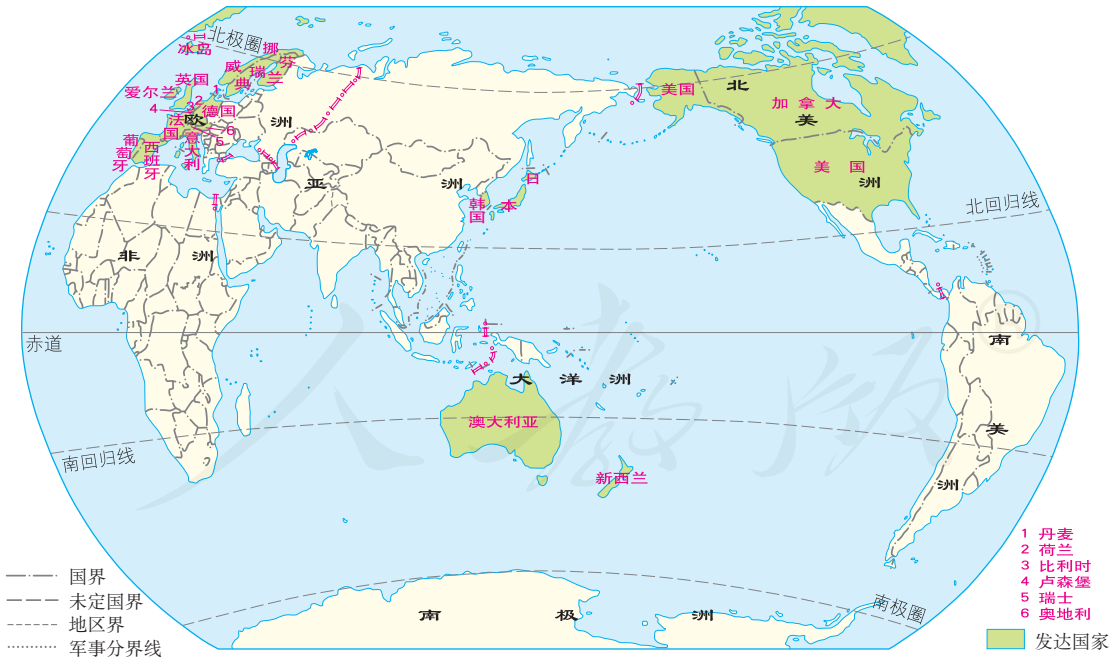 北极圈
冰岛
挪威
瑞典
芬兰
英国
爱尔兰
1
2
3
4
德国
法国
欧洲
6
5
意大利
葡萄牙
西班牙
亚洲
日本
韩国
非洲
美国
北美洲
加拿大
美国
北回归线
赤道
大洋洲
澳大利亚
新西兰
南美洲
南回归线
南极洲
南极圈
人教版
®
国界
未定国界
地区界
军事分界线
1 丹麦
2 荷兰
3 比利时
4 卢森堡
5 瑞士
6 奥地利
发达国家